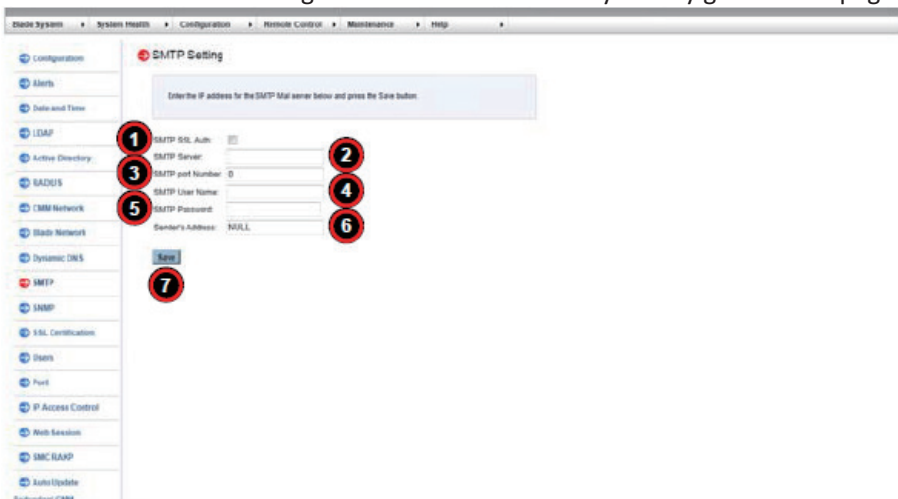 Blade System System Health Configuration Remote Control Maintenance Help
Configuration
Alerts
Date and Time
LDAP
Active Directory
RADIUS
CMM Network
Blade Network
Dynamic DNS
SMTP
SNMP
SSL Certification
Users
Port
IP Access Control
Web Session
SMC RAKP
Auto Update
SMTP Setting
Enter the IP address for the SMTP Mail server below and press the Save button.
1 SMTP SSL Auth:
SMTP Server: 2
3 SMTP port Number: 0
SMTP User Name: 4
5 SMTP Password:
Sender's Address: NULL 6
Save
7